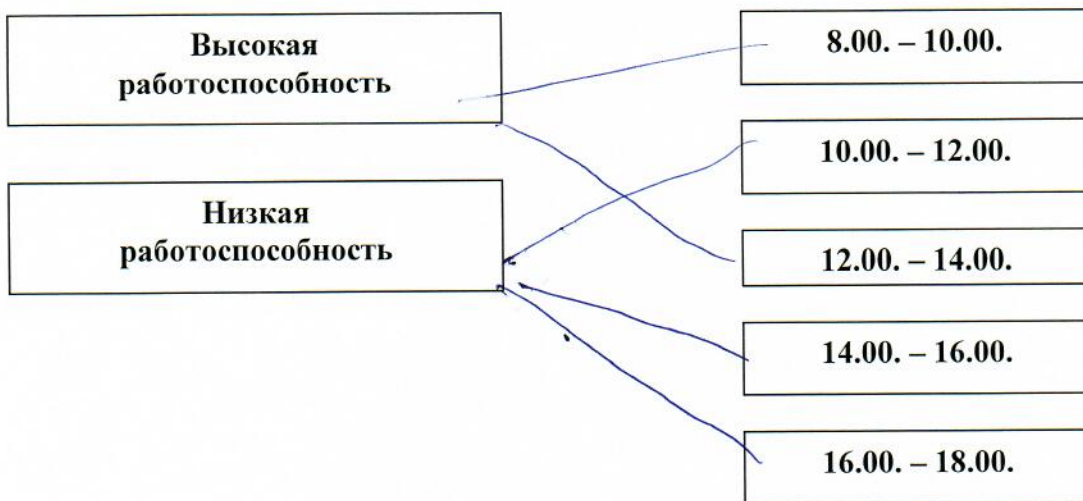 Высокая
работоспособность
8.00. – 10.00.
10.00. – 12.00.
Низкая
работоспособность
12.00. – 14.00.
14.00. – 16.00.
16.00. – 18.00.